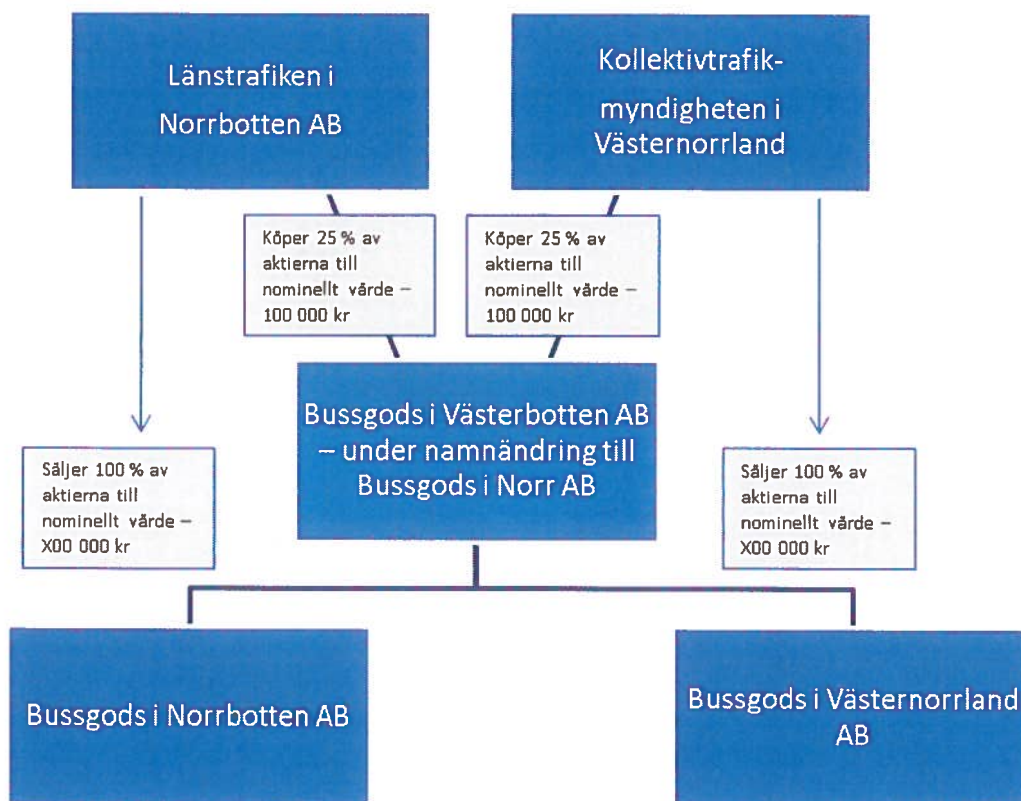 Länstrafiken i
Norrbotten AB
Kollektivtrafik-
myndigheten i
Västernorrland
Köper 25 % av
aktierna till
nominellt värde –
100 000 kr
Köper 25 % av
aktierna till
nominellt värde –
100 000 kr
Bussgods i Västerbotten AB
– under namnändring till
Bussgods i Norr AB
Säljer 100 % av
aktierna till
nominellt värde –
X00 000 kr
Säljer 100 % av
aktierna till
nominellt värde –
X00 000 kr
Bussgods i Norrbotten AB
Bussgods i Västernorrland
AB